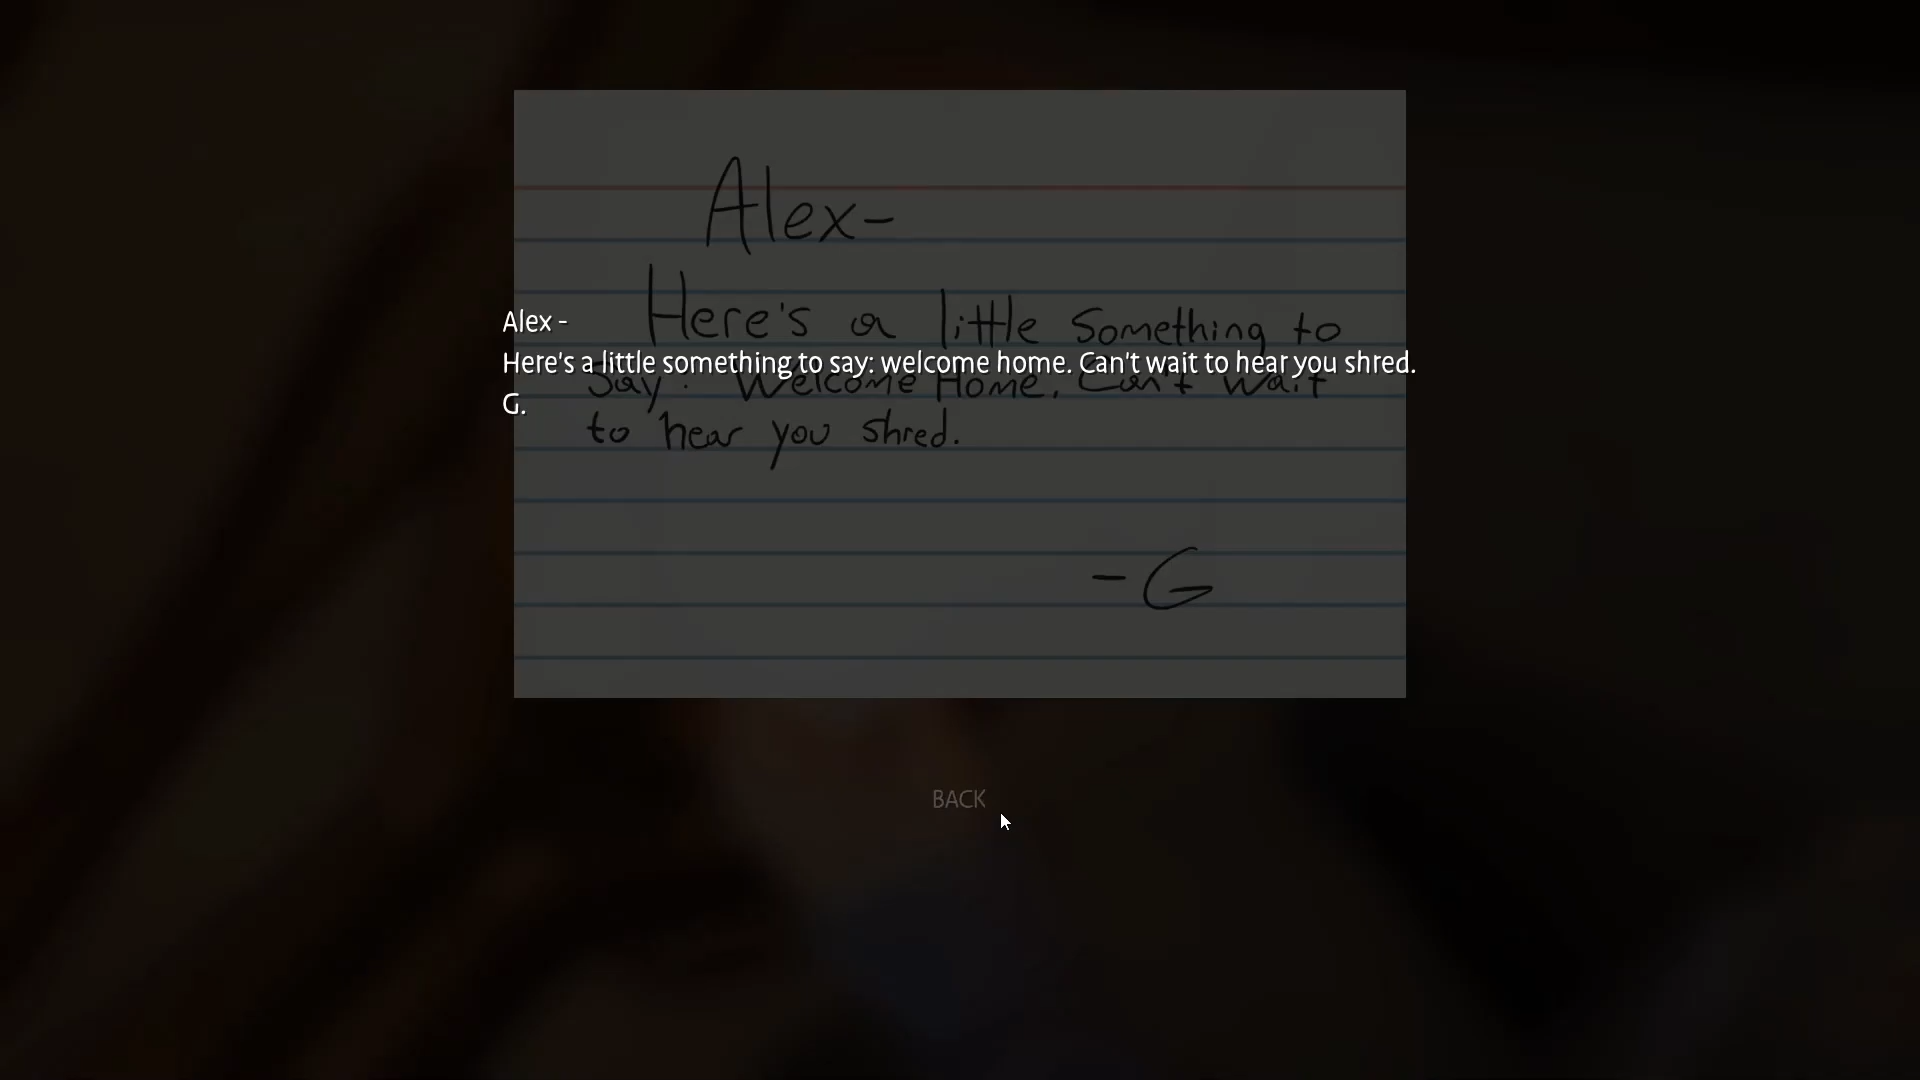 Alex-
Here's a little Something to
Say: Welcome Home. Can't wait
to hear you shred.
-G
Alex -
Here's a little something to say: welcome home. Can't wait to hear you shred.
G.
BACK